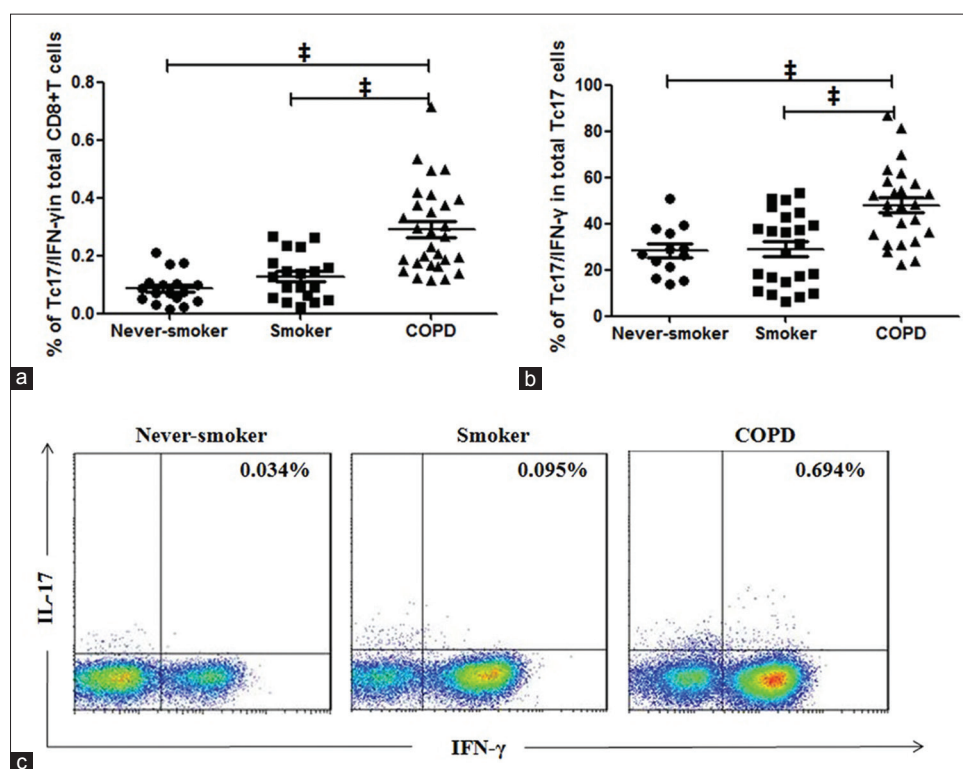 % of Tc17/IFN-γin total CD8+T cells
0.8
0.6
0.4
0.2
0.0
‡
‡
Never-smoker Smoker COPD
a
% of Tc17/IFN-γ in total Tc17 cells
100
80
60
40
20
0
‡
‡
Never-smoker Smoker COPD
b
Never-smoker Smoker COPD
0.034% 0.095% 0.694%
IL-17
IFN-γ
c